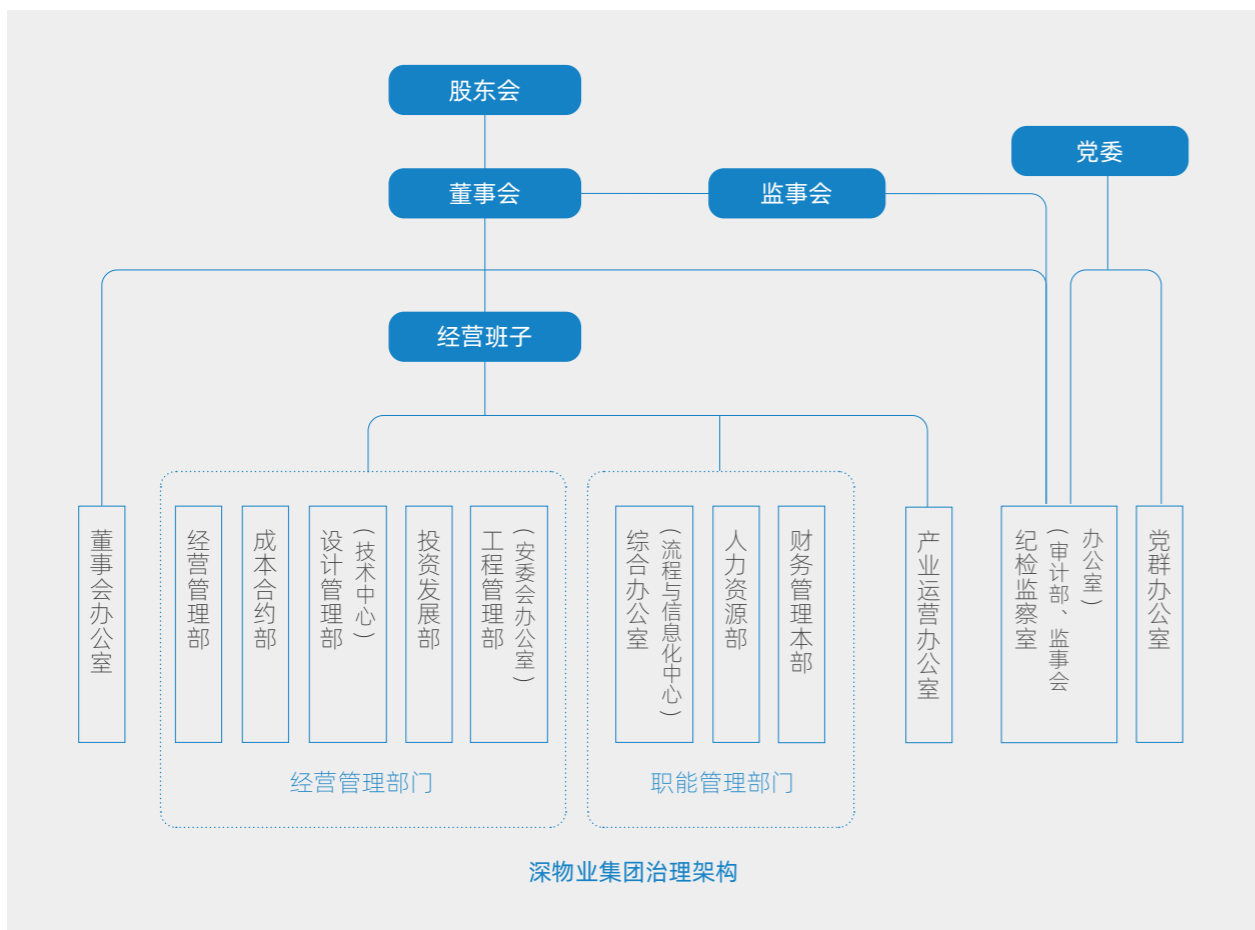 股东会
党委
董事会
监事会
经营班子
董事会办公室
经营管理部
成本合约部
设计管理部
(技术中心)
投资发展部
工程管理部
(安委会办公室)
综合办公室
(流程与信息化中心)
人力资源部
财务管理本部
产业运营办公室
纪检监察室
(审计部、监事会
办公室)
党群办公室
经营管理部门
职能管理部门
深物业集团治理架构